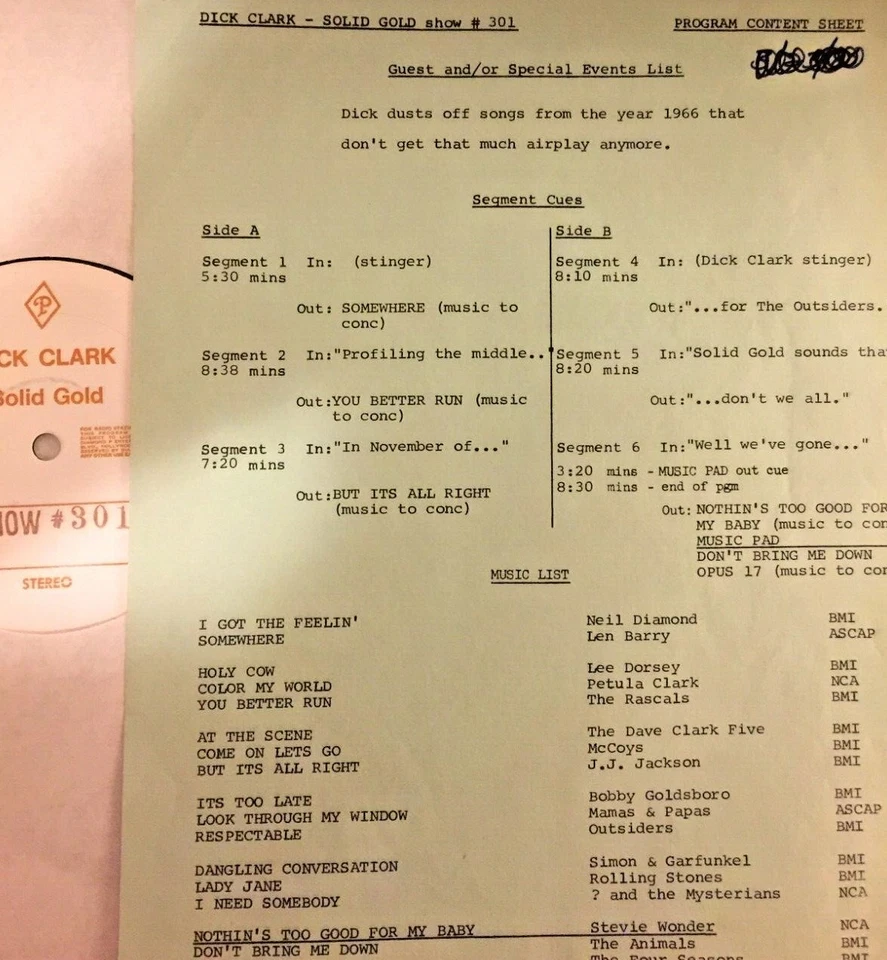 DICK CLARK - SOLID GOLD show # 301
PROGRAM CONTENT SHEET
Guest and/or Special Events List
Dick dusts off songs from the year 1966 that
don't get that much airplay anymore.
Segment Cues
Side A
Segment 1 In: (stinger)
5:30 mins
Out: SOMEWHERE (music to
conc)
Segment 2 In:"Profiling the middle..
8:38 mins
Out:YOU BETTER RUN (music
to conc)
Segment 3 In:"In November of..."
7:20 mins
Out:BUT ITS ALL RIGHT
(music to conc)
Side B
Segment 4 In: (Dick Clark stinger)
8:10 mins
Out:"...for The Outsiders.
Segment 5 In:"Solid Gold sounds tha
8:20 mins
Out:"...don't we all."
Segment 6 In:"Well we've gone..."
3:20 mins - MUSIC PAD out cue
8:30 mins - end of pgm
Out: NOTHIN'S TOO GOOD FOR
MY BABY (music to con
MUSIC PAD
DON'T BRING ME DOWN
OPUS 17 (music to con
MUSIC LIST
I GOT THE FEELIN' Neil Diamond BMI
SOMEWHERE Len Barry ASCAP
HOLY COW Lee Dorsey BMI
COLOR MY WORLD Petula Clark NCA
YOU BETTER RUN The Rascals BMI
AT THE SCENE The Dave Clark Five BMI
COME ON LETS GO McCoys BMI
BUT ITS ALL RIGHT J.J. Jackson BMI
ITS TOO LATE Bobby Goldsboro BMI
LOOK THROUGH MY WINDOW Mamas & Papas ASCAP
RESPECTABLE Outsiders BMI
DANGLING CONVERSATION Simon & Garfunkel BMI
LADY JANE Rolling Stones BMI
I NEED SOMEBODY ? and the Mysterians NCA
NOTHIN'S TOO GOOD FOR MY BABY Stevie Wonder NCA
DON'T BRING ME DOWN The Animals BMI
The Four Seasons BMI
P
CK CLARK
Solid Gold
OW #301
STEREO